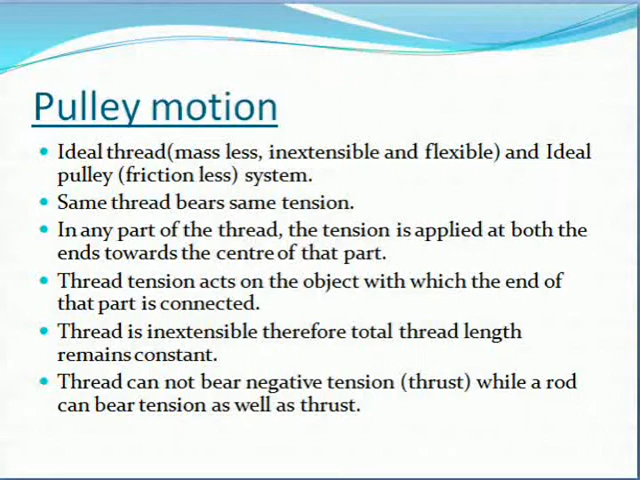 Pulley motion
• Ideal thread(mass less, inextensible and flexible) and Ideal
pulley (friction less) system.
• Same thread bears same tension.
• In any part of the thread, the tension is applied at both the
ends towards the centre of that part.
• Thread tension acts on the object with which the end of
that part is connected.
• Thread is inextensible therefore total thread length
remains constant.
• Thread can not bear negative tension (thrust) while a rod
can bear tension as well as thrust.